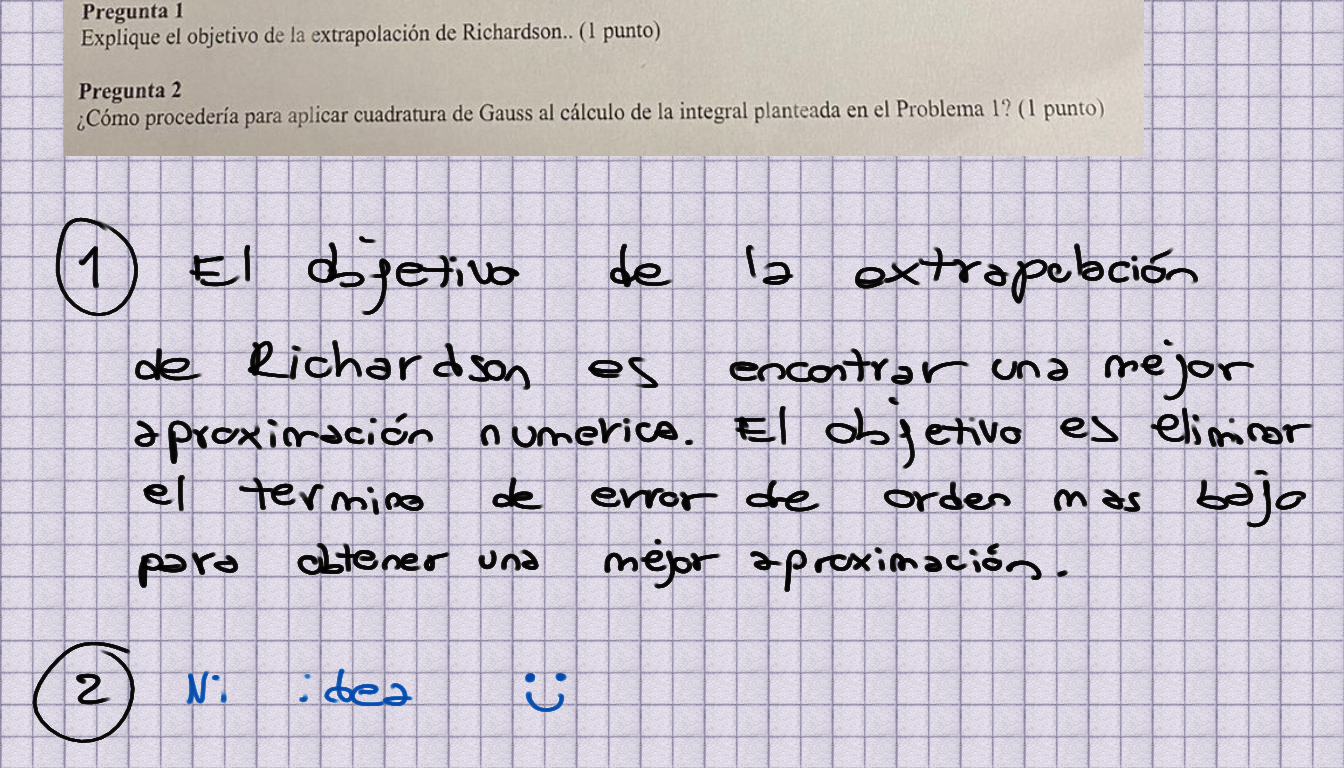 Pregunta 1
Explique el objetivo de la extrapolación de Richardson.. (1 punto)
Pregunta 2
¿Cómo procedería para aplicar cuadratura de Gauss al cálculo de la integral planteada en el Problema 1? (1 punto)
1 El objetivo de la extrapolación
de Richardson es encontrar una mejor
aproximación numerica. El objetivo es eliminar
el termino de error de orden mas bajo
para obtener una mejor aproximación.
2 Ni idea